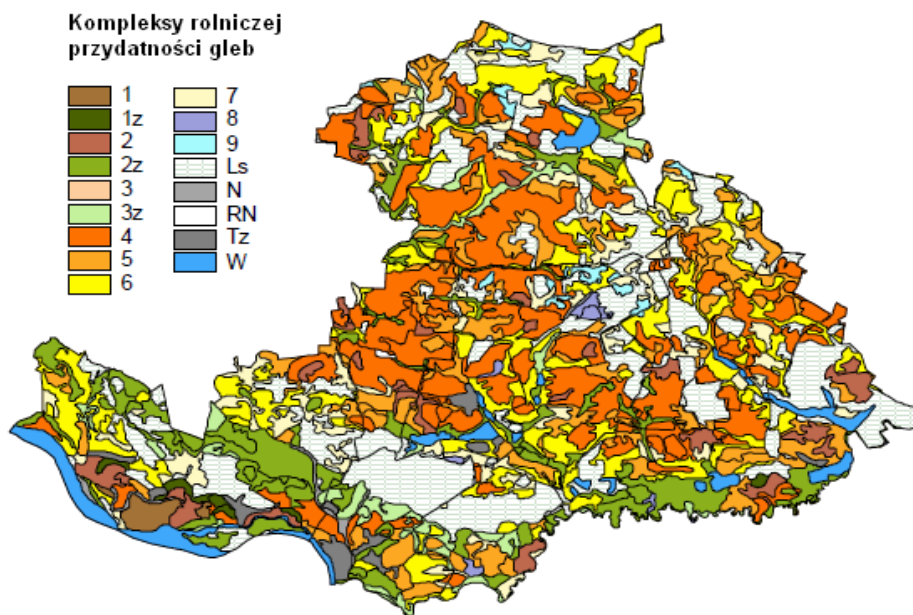 Kompleksy rolniczej
przydatności gleb
1
1z
2
2z
3
3z
4
5
6
7
8
9
Ls
N
RN
Tz
W